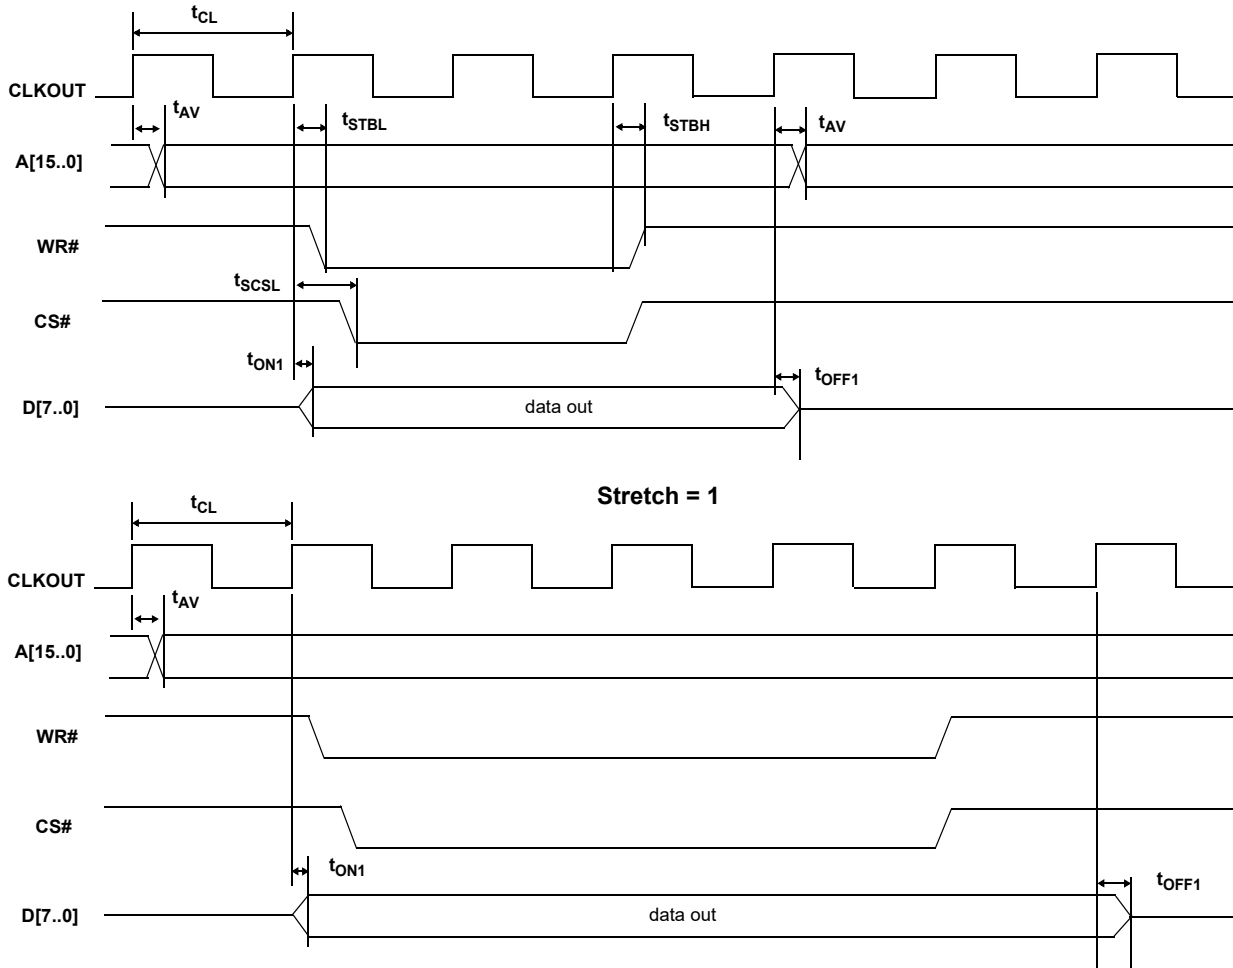 tCL
CLKOUT
tAV
tSTBL
tSTBH
tAV
A[15..0]
WR#
tSCSL
CS#
tON1
tOFF1
D[7..0]
data out
Stretch = 1
tCL
CLKOUT
tAV
A[15..0]
WR#
CS#
tON1
tOFF1
D[7..0]
data out